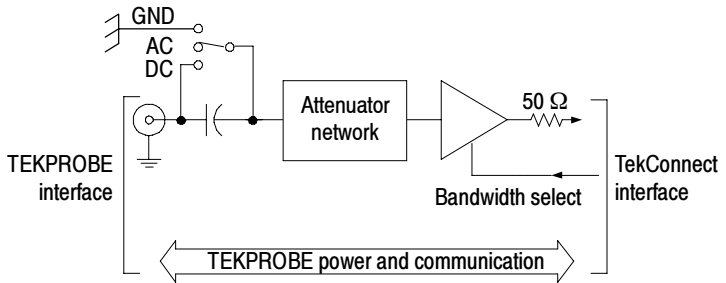 GND
AC
DC
Attenuator
network
50 Ω
TEKPROBE
interface
TekConnect
interface
Bandwidth select
TEKPROBE power and communication